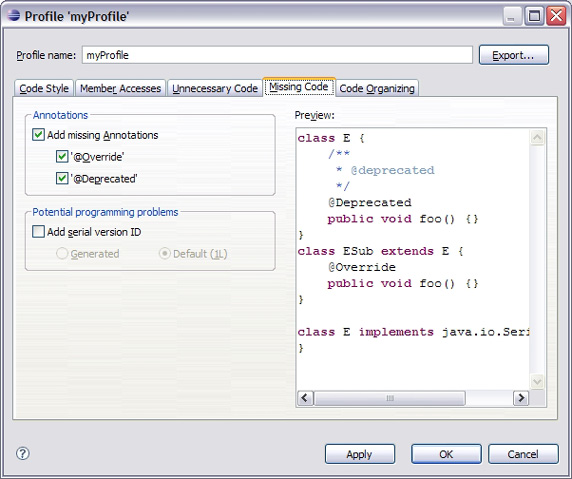 Profile 'myProfile'
Profile name: myProfile Export...
Code Style Member Accesses Unnecessary Code Missing Code Code Organizing
Annotations
Add missing Annotations
'@Override'
'@Deprecated'
Potential programming problems
Add serial version ID
Generated Default (1L)
Preview:
class E {
/**
* @deprecated
*/
@Deprecated
public void foo() {}
}
class ESub extends E {
@Override
public void foo() {}
}
class E implements java.io.Seri
}
Apply OK Cancel